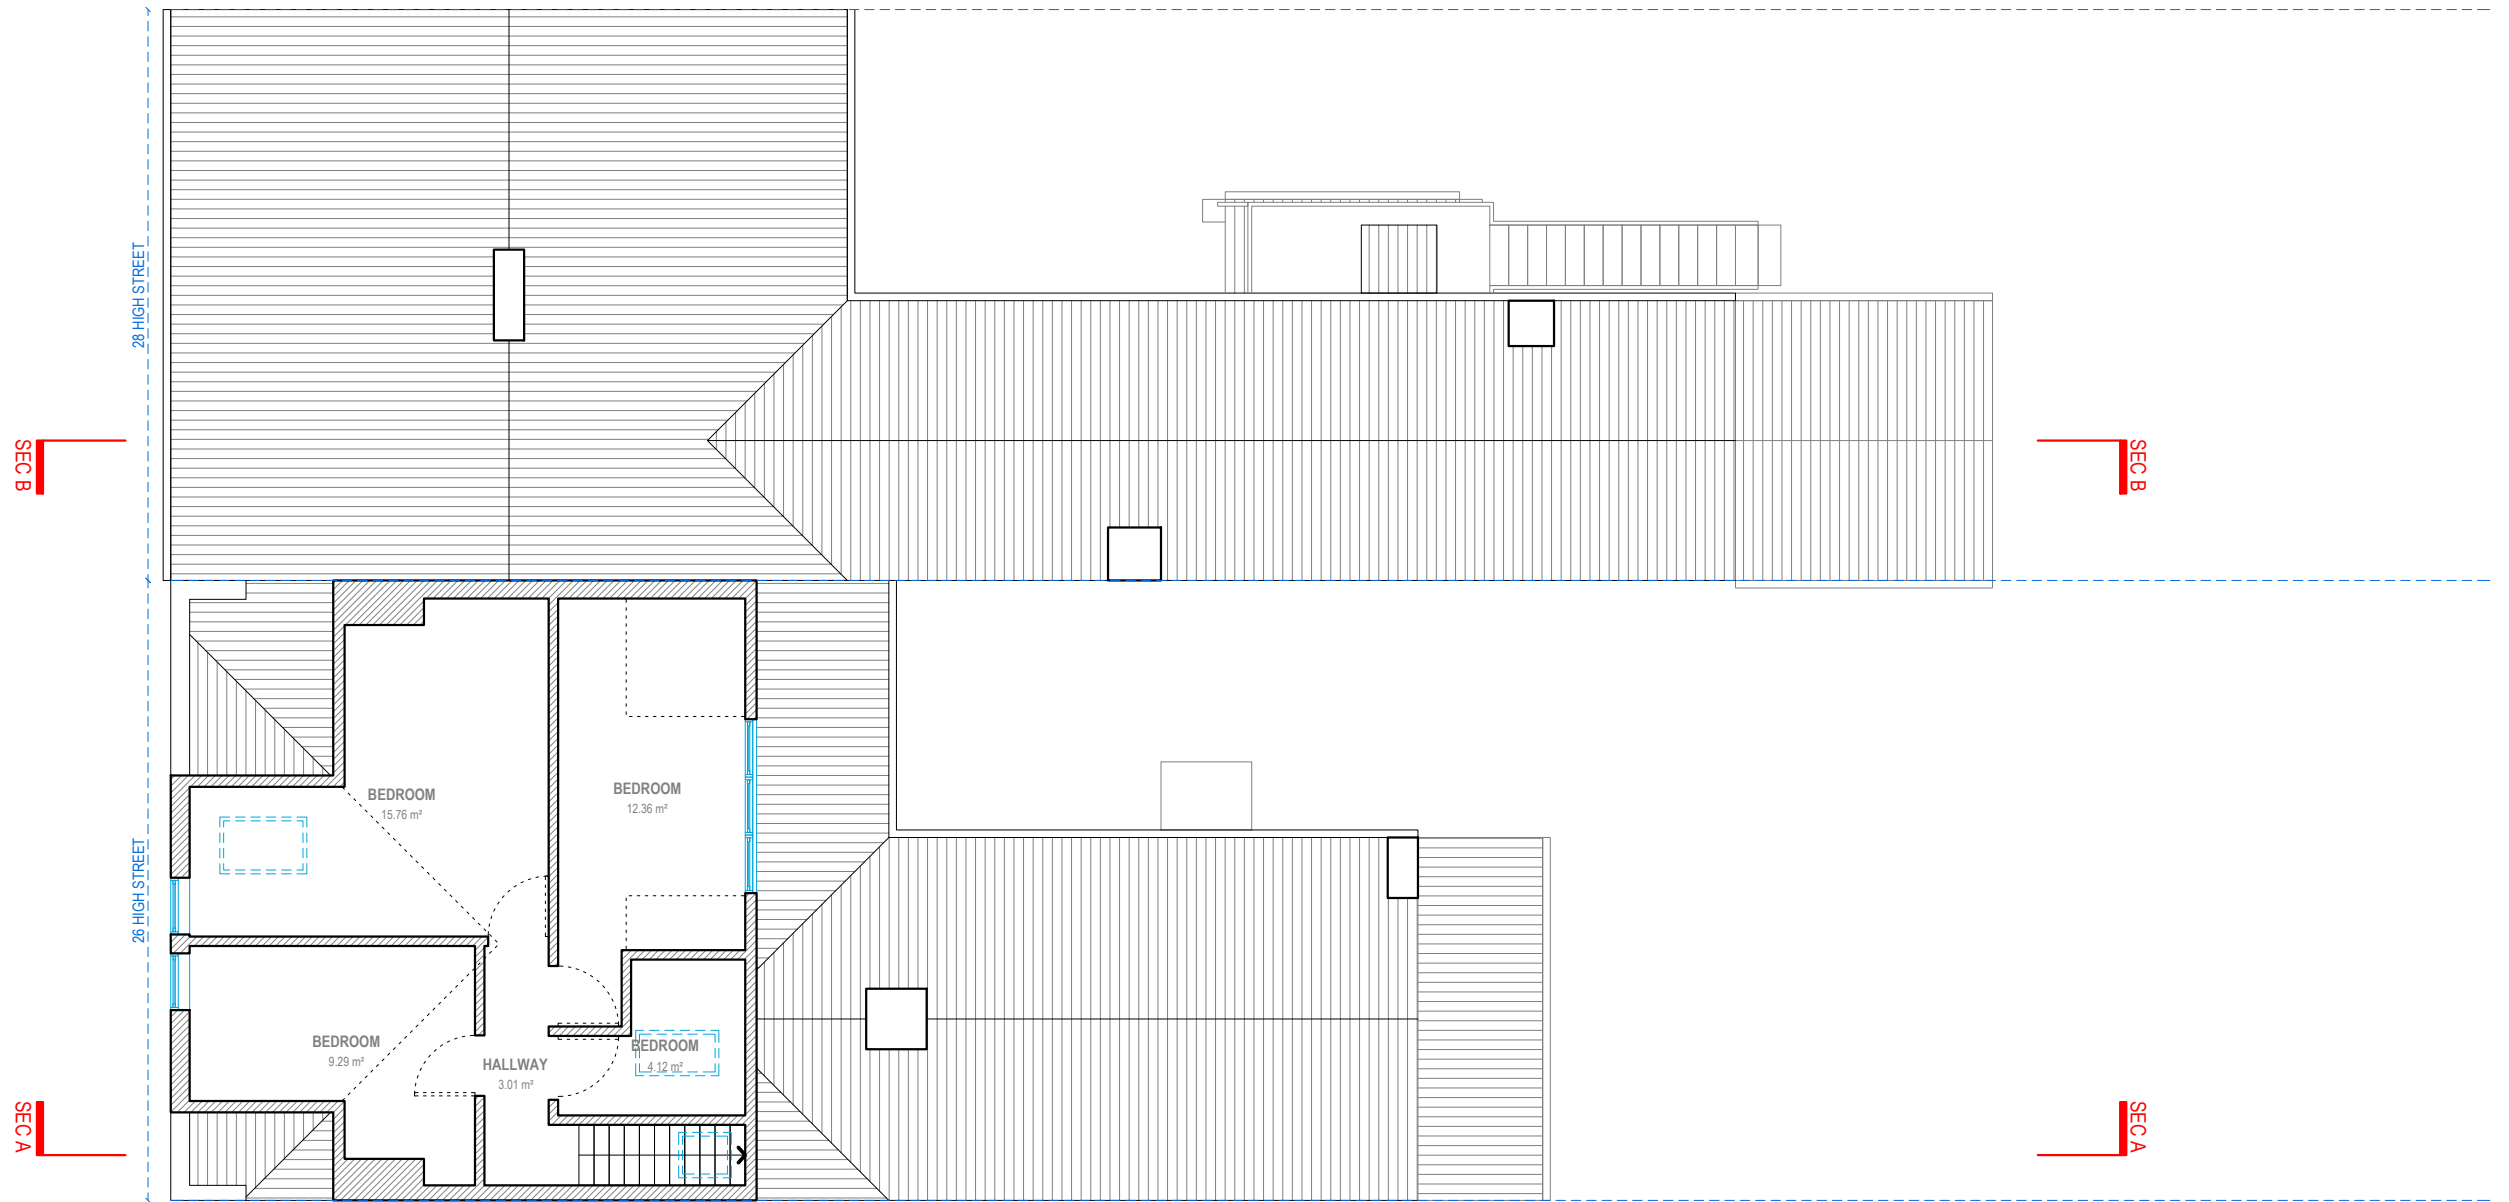 28 HIGH STREET
SEC B
SEC B
BEDROOM
15.76 m²
BEDROOM
12.36 m²
26 HIGH STREET
BEDROOM
9.29 m²
HALLWAY
3.01 m²
BEDROOM
4.12 m²
SEC A
SEC A